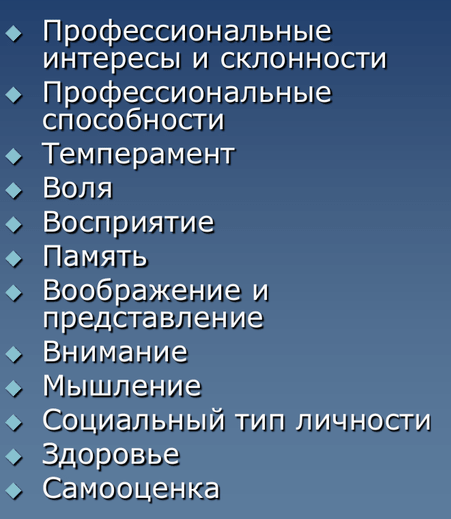 Профессиональные
интересы и склонности
Профессиональные
способности
Темперамент
Воля
Восприятие
Память
Воображение и
представление
Внимание
Мышление
Социальный тип личности
Здоровье
Самооценка